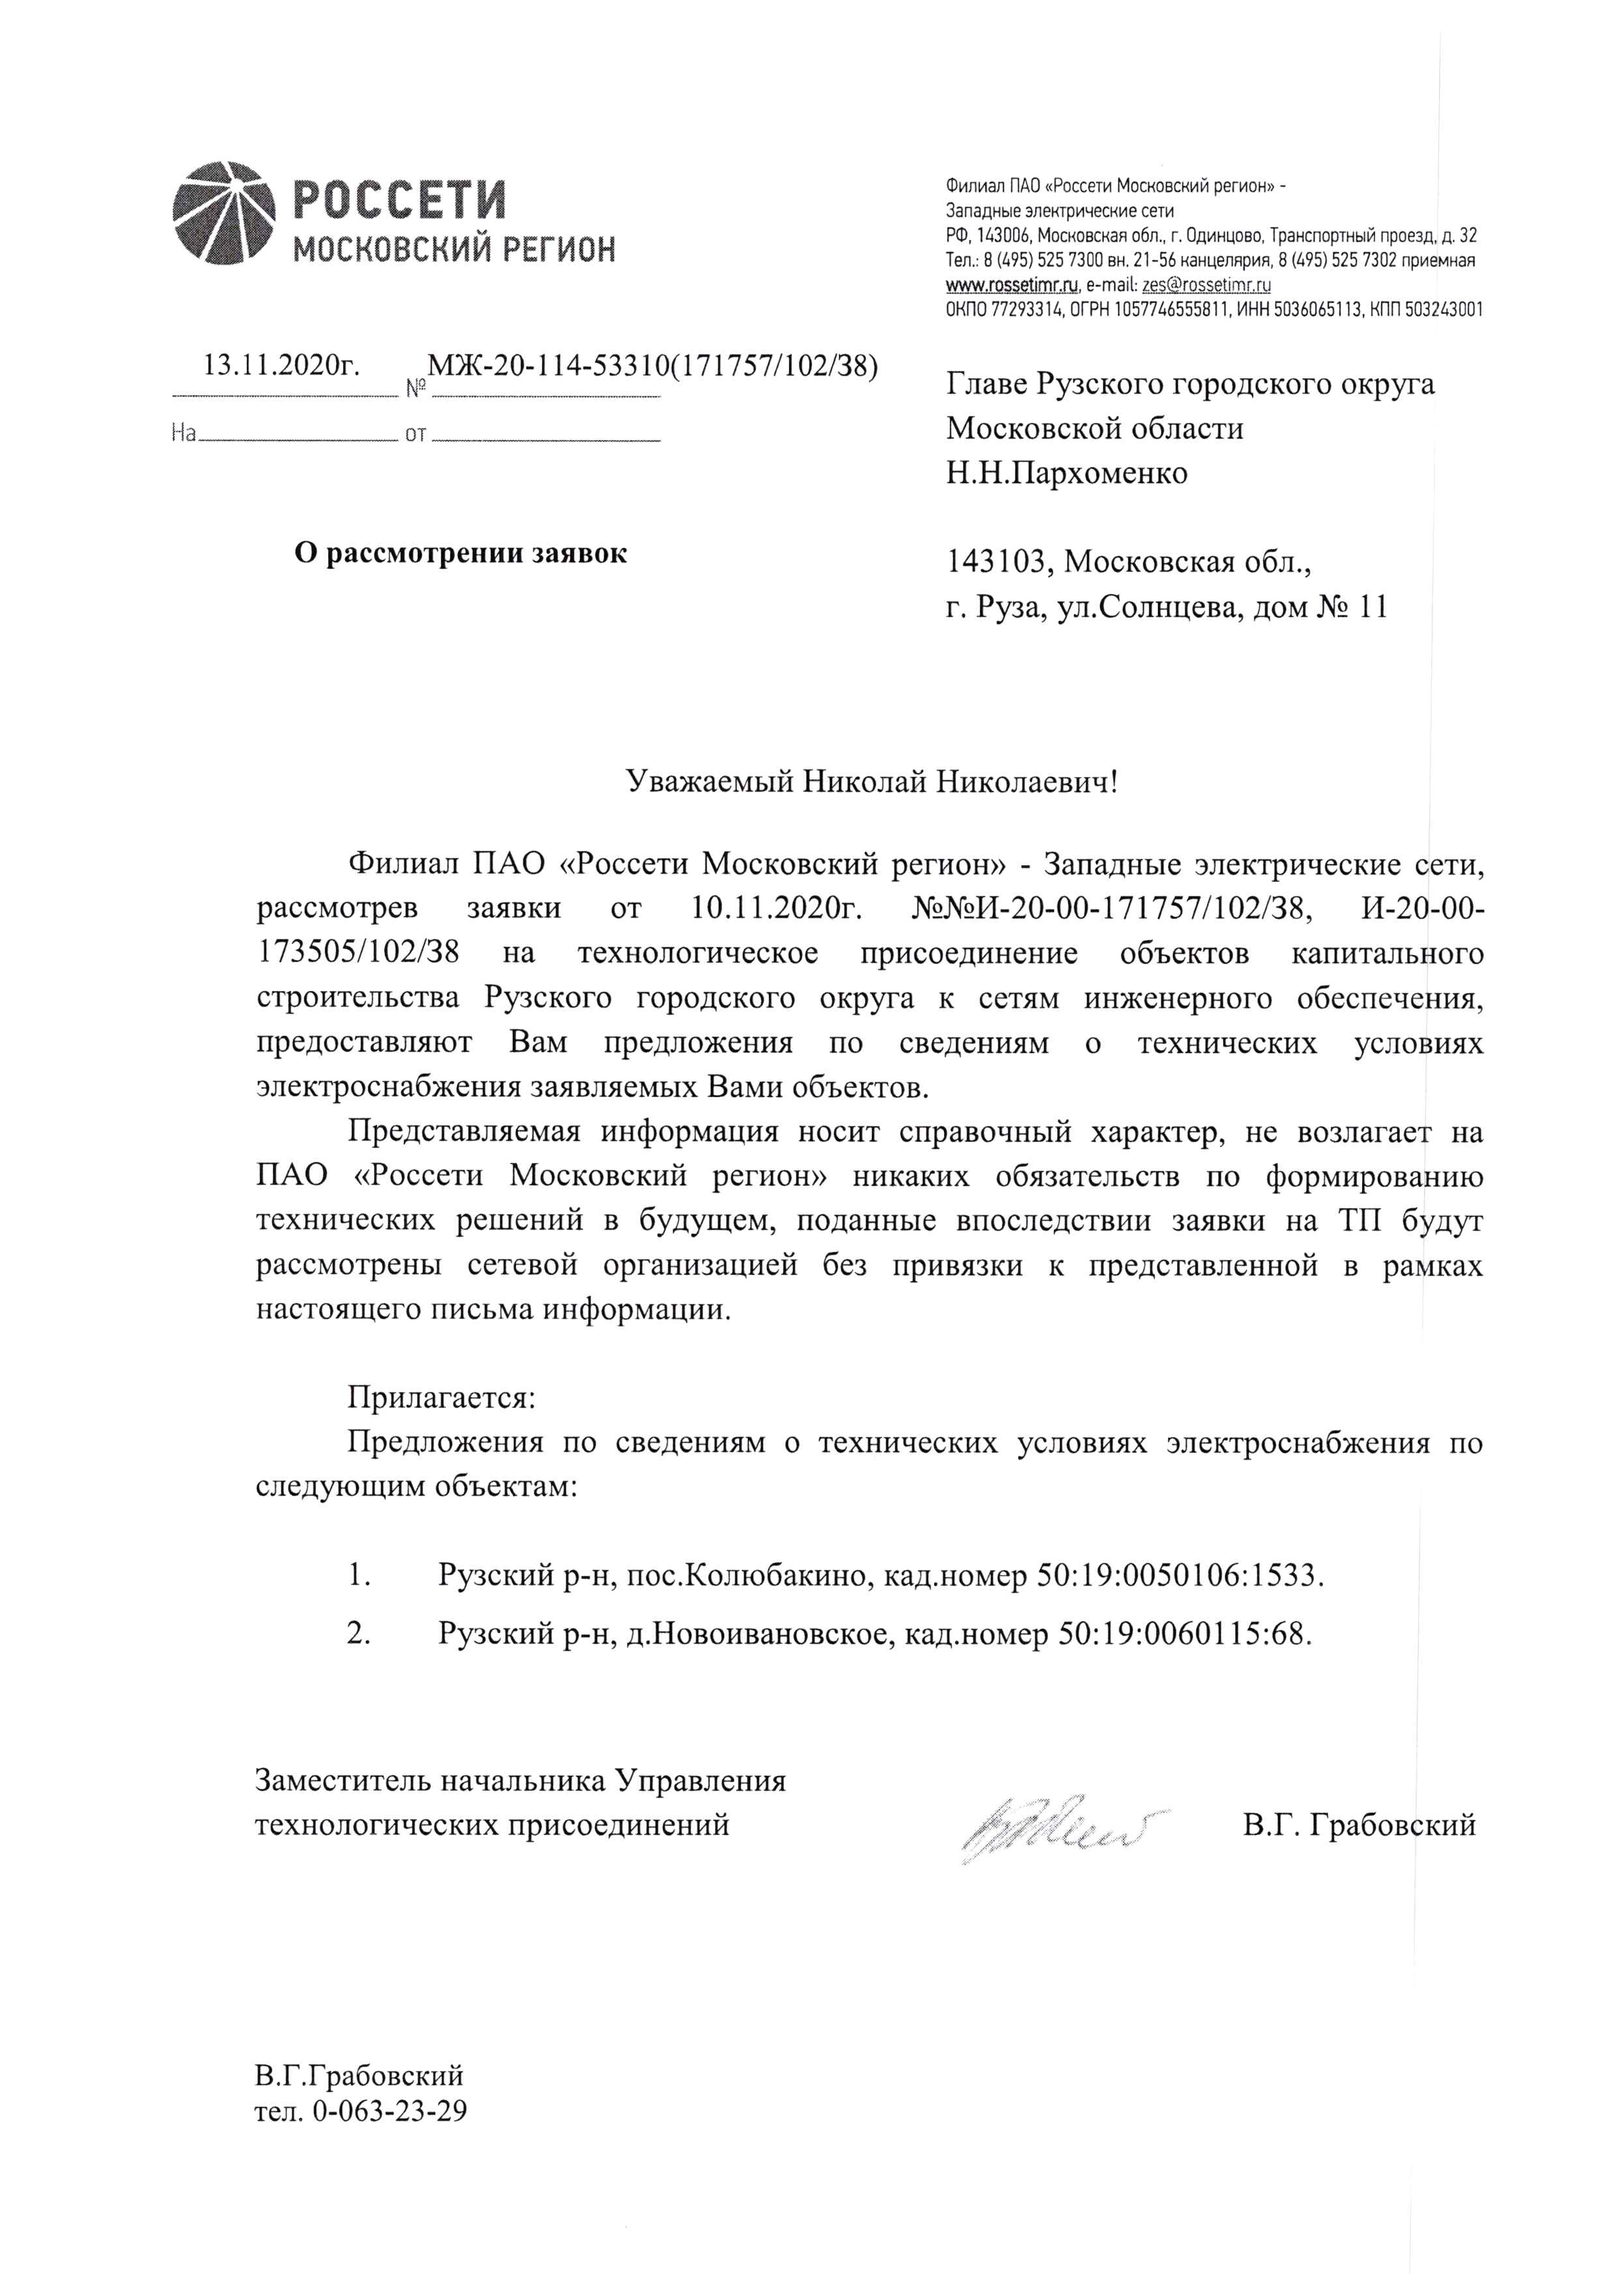 РОССЕТИ
МОСКОВСКИЙ РЕГИОН
Филиал ПАО «Россети Московский регион» -
Западные электрические сети
РФ, 143006, Московская обл., г. Одинцово, Транспортный проезд, д. 32
Тел.: 8 (495) 525 7300 вн. 21-56 канцелярия, 8 (495) 525 7302 приемная
www.rossetimr.ru, e-mail: zes@rossetimr.ru
ОКПО 77293314, ОГРН 1057746555811, ИНН 5036065113, КПП 503243001
13.11.2020г. № МЖ-20-114-53310(171757/102/38)
На от
Главе Рузского городского округа
Московской области
Н.Н.Пархоменко
О рассмотрении заявок
143103, Московская обл.,
г. Руза, ул.Солнцева, дом № 11
Уважаемый Николай Николаевич!
Филиал ПАО «Россети Московский регион» - Западные электрические сети,
рассмотрев заявки от 10.11.2020г. №№И-20-00-171757/102/38, И-20-00-
173505/102/38 на технологическое присоединение объектов капитального
строительства Рузского городского округа к сетям инженерного обеспечения,
предоставляют Вам предложения по сведениям о технических условиях
электроснабжения заявляемых Вами объектов.
Представляемая информация носит справочный характер, не возлагает на
ПАО «Россети Московский регион» никаких обязательств по формированию
технических решений в будущем, поданные впоследствии заявки на ТП будут
рассмотрены сетевой организацией без привязки к представленной в рамках
настоящего письма информации.
Прилагается:
Предложения по сведениям о технических условиях электроснабжения по
следующим объектам:
1. Рузский р-н, пос.Колюбакино, кад.номер 50:19:0050106:1533.
2. Рузский р-н, д.Новоивановское, кад.номер 50:19:0060115:68.
Заместитель начальника Управления
технологических присоединений В.Г. Грабовский
В.Г.Грабовский
тел. 0-063-23-29